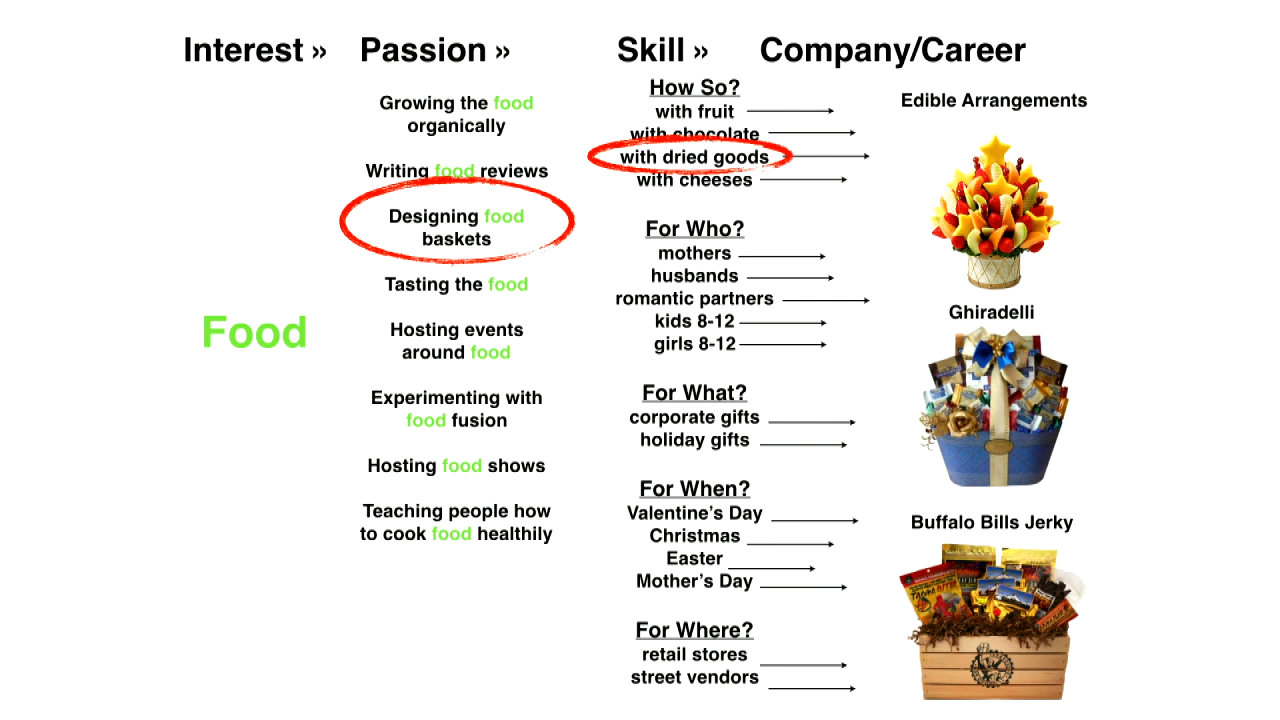 Interest » Passion » Skill » Company/Career
Food
Growing the food
organically
Writing food reviews
Designing food
baskets
Tasting the food
Hosting events
around food
Experimenting with
food fusion
Hosting food shows
Teaching people how
to cook food healthily
How So?
with fruit
with chocolate
with dried goods
with cheeses
For Who?
mothers
husbands
romantic partners
kids 8-12
girls 8-12
For What?
corporate gifts
holiday gifts
For When?
Valentine's Day
Christmas
Easter
Mother's Day
For Where?
retail stores
street vendors
Edible Arrangements
Ghiradelli
Buffalo Bills Jerky